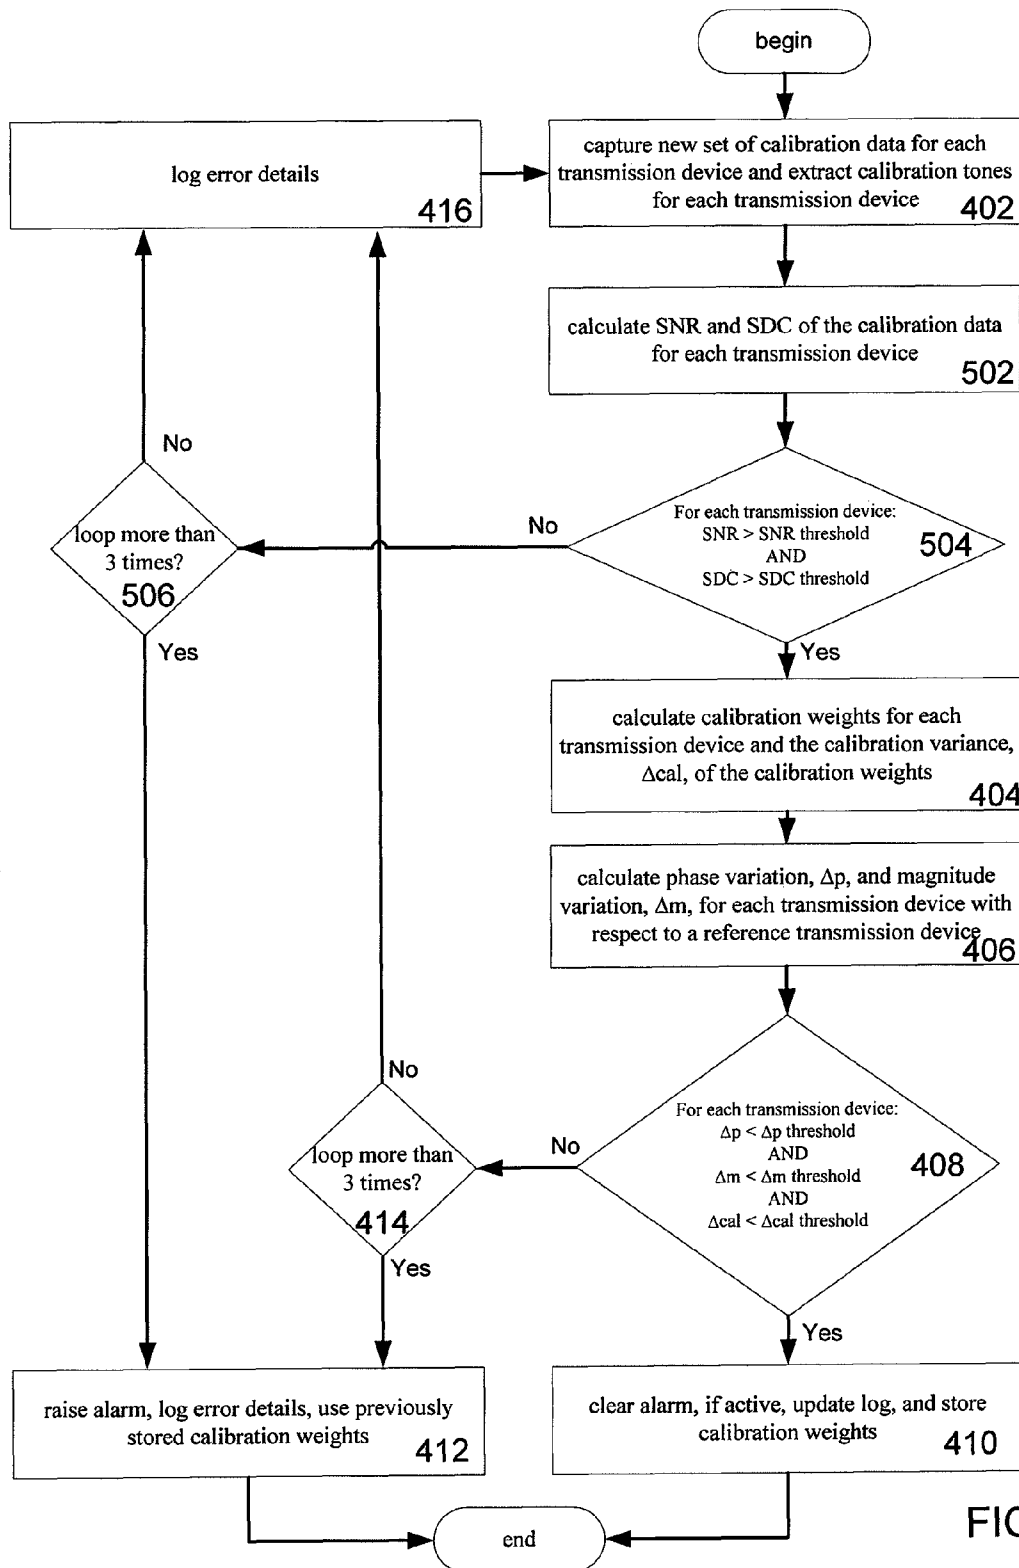 begin
capture new set of calibration data for each
transmission device and extract calibration tones
for each transmission device
402
log error details
416
calculate SNR and SDC of the calibration data
for each transmission device
502
For each transmission device:
SNR > SNR threshold
AND
SDC > SDC threshold
504
No
Yes
loop more than
3 times?
506
No
Yes
calculate calibration weights for each
transmission device and the calibration variance,
Δcal, of the calibration weights
404
calculate phase variation, Δp, and magnitude
variation, Δm, for each transmission device with
respect to a reference transmission device
406
For each transmission device:
Δp < Δp threshold
AND
Δm < Δm threshold
AND
Δcal < Δcal threshold
408
No
Yes
loop more than
3 times?
414
No
Yes
raise alarm, log error details, use previously
stored calibration weights
412
clear alarm, if active, update log, and store
calibration weights
410
end
FIG